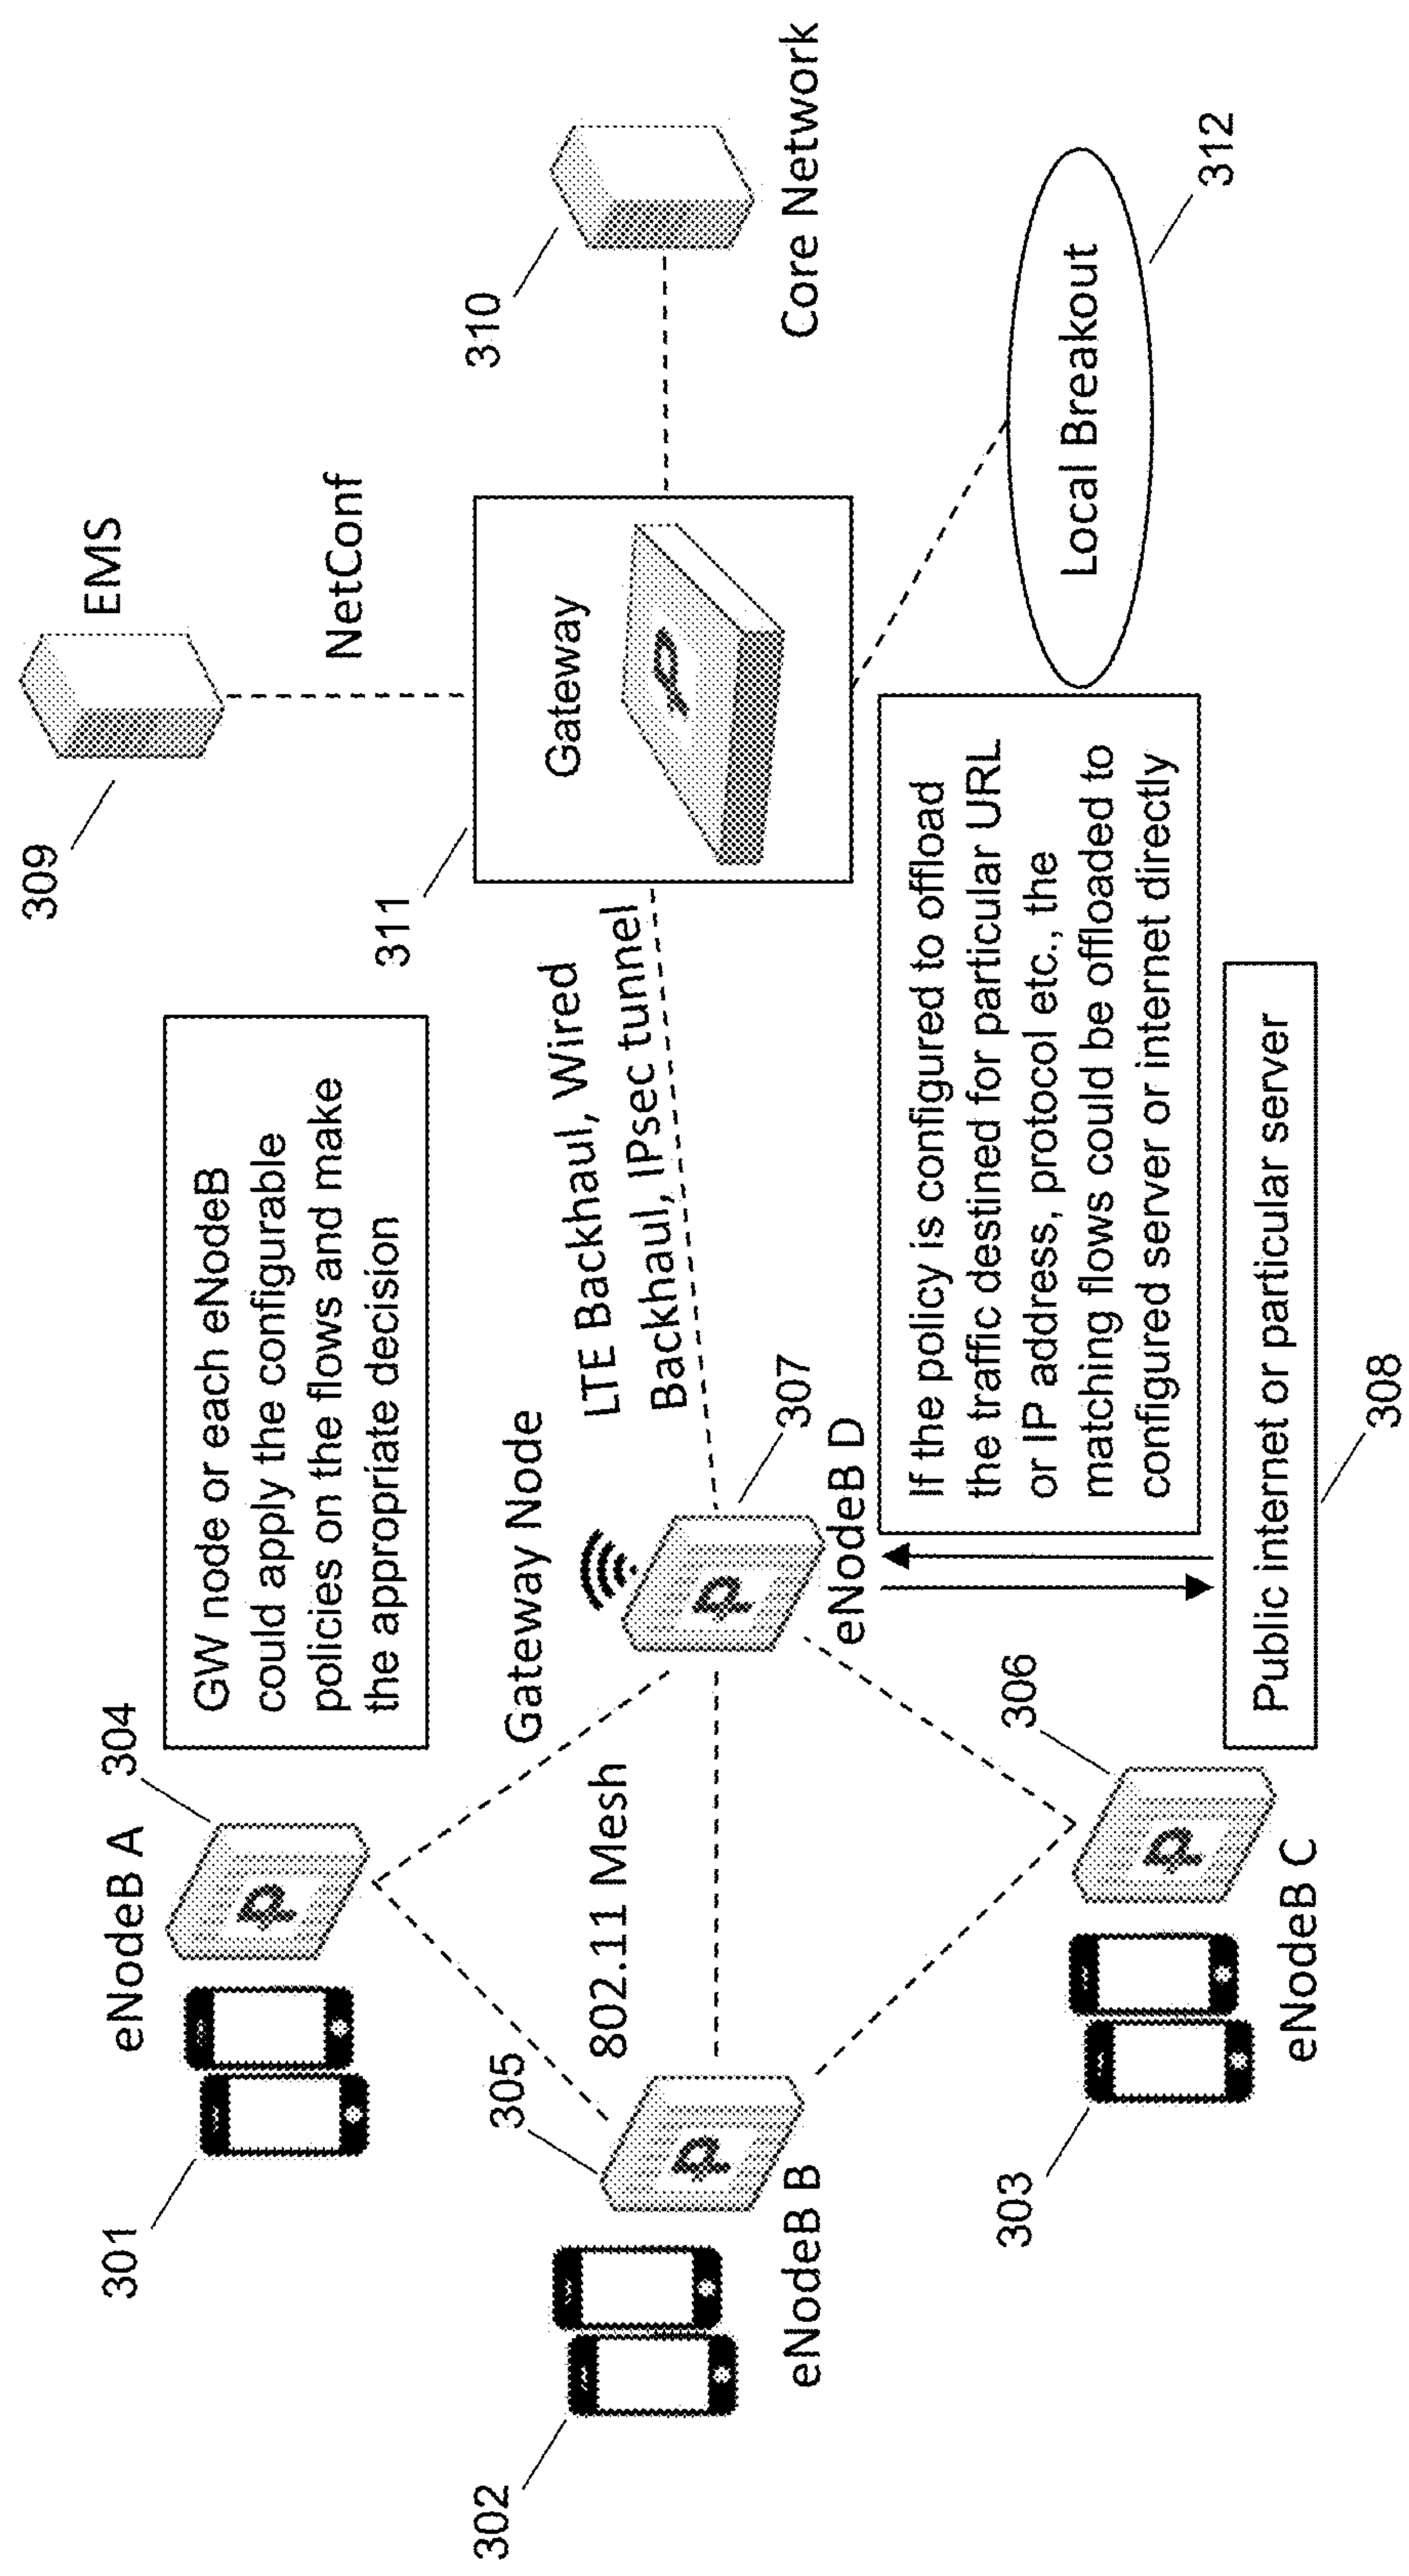 309
EMS
NetConf
310
Core Network
311
Gateway
GW node or each eNodeB
could apply the configurable
policies on the flows and make
the appropriate decision
LTE Backhaul, Wired
Backhaul, IPsec tunnel
Gateway Node
307
eNodeB D
eNodeB A
304
301
802.11 Mesh
305
302
eNodeB B
306
303
eNodeB C
If the policy is configured to offload
the traffic destined for particular URL
or IP address, protocol etc., the
matching flows could be offloaded to
configured server or internet directly
Local Breakout
312
Public internet or particular server
308